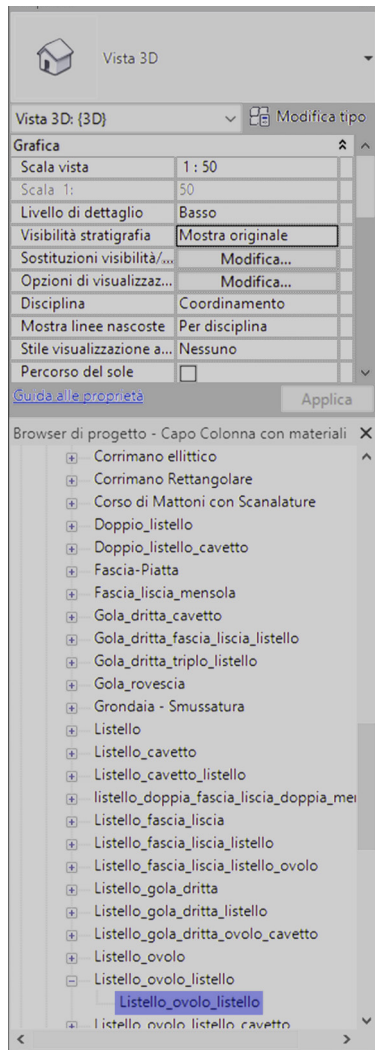 Vista 3D
Vista 3D: {3D} Modifica tipo
Grafica
Scala vista 1 : 50
Scala 1: 50
Livello di dettaglio Basso
Visibilità stratigrafia Mostra originale
Sostituzioni visibilità/... Modifica...
Opzioni di visualizzaz... Modifica...
Disciplina Coordinamento
Mostra linee nascoste Per disciplina
Stile visualizzazione a... Nessuno
Percorso del sole
Guida alle proprietà Applica
Browser di progetto - Capo Colonna con materiali
Corrimano ellittico
Corrimano Rettangolare
Corso di Mattoni con Scanalature
Doppio_listello
Doppio_listello_cavetto
Fascia-Piatta
Fascia_liscia_mensola
Gola_dritta_cavetto
Gola_dritta_fascia_liscia_listello
Gola_dritta_triplo_listello
Gola_rovescia
Grondaia - Smussatura
Listello
Listello_cavetto
Listello_cavetto_listello
listello_doppia_fascia_liscia_doppia_mei
Listello_fascia_liscia
Listello_fascia_liscia_listello
Listello_fascia_liscia_listello_ovolo
Listello_gola_dritta
Listello_gola_dritta_listello
Listello_gola_dritta_ovolo_cavetto
Listello_ovolo
Listello_ovolo_listello
Listello_ovolo_listello
Listello_ovolo_listello_cavetto